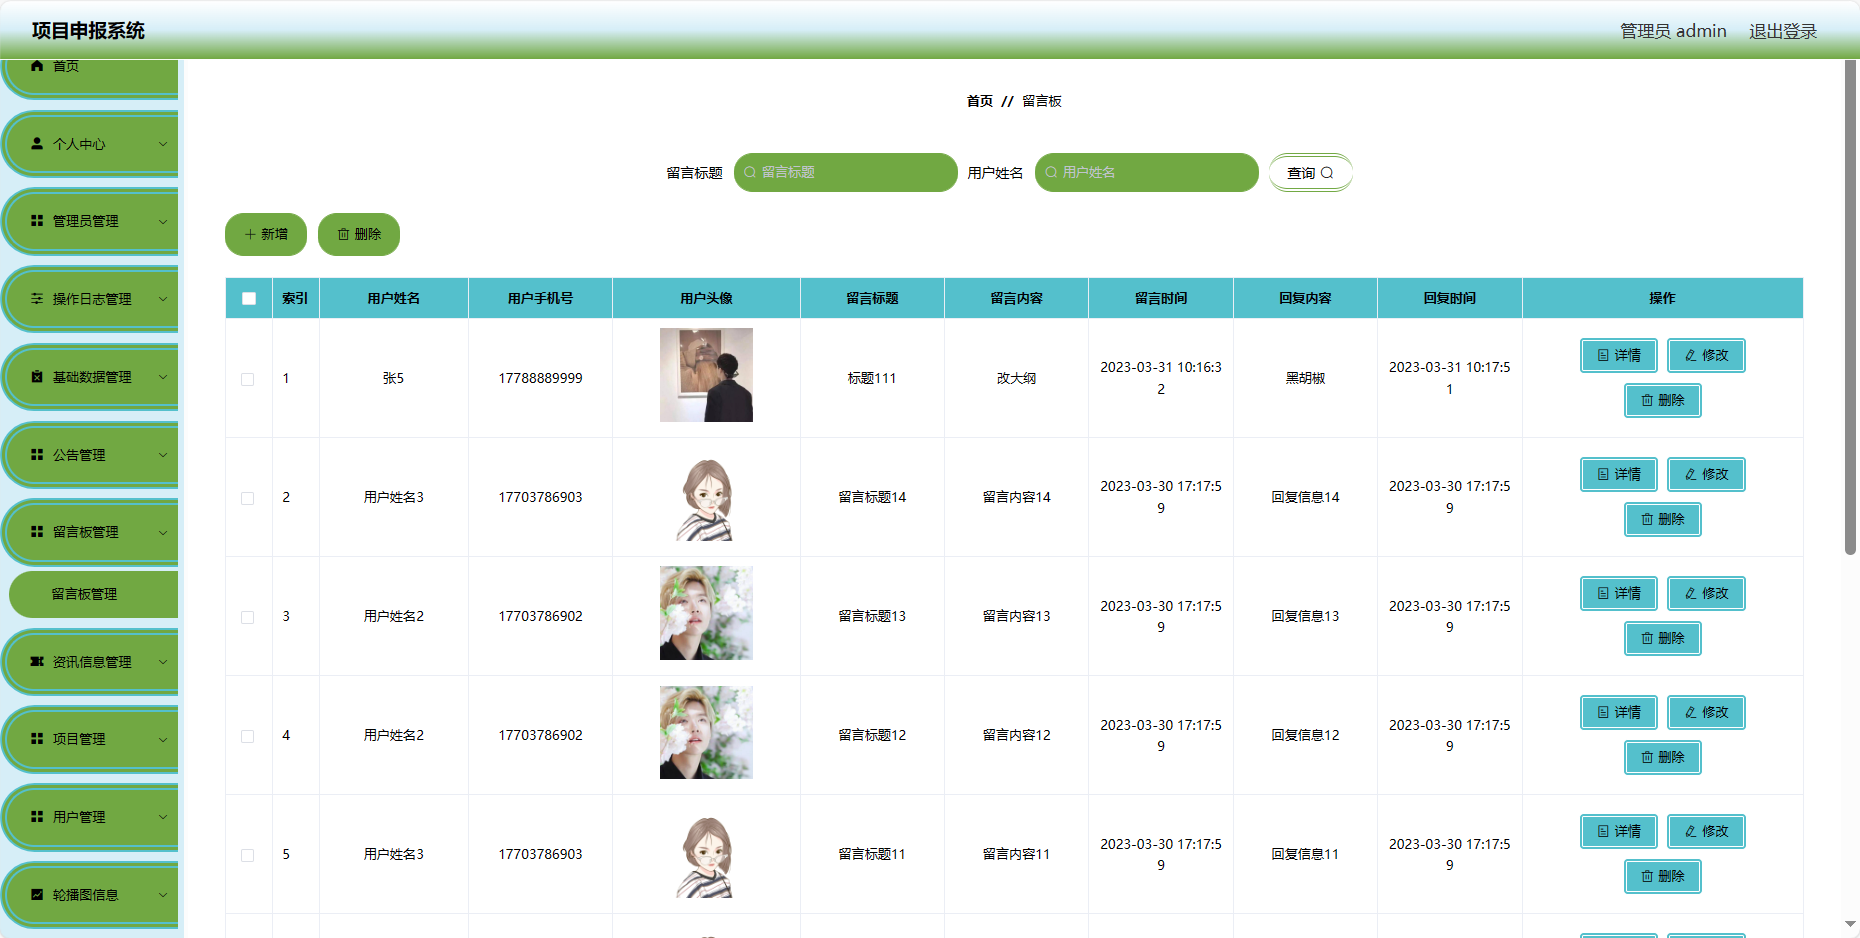 项目申报系统
管理员 admin 退出登录
首页
个人中心
管理员管理
操作日志管理
基础数据管理
公告管理
留言板管理
留言板管理
资讯信息管理
项目管理
用户管理
轮播图信息
首页 // 留言板
留言标题 留言标题 用户姓名 用户姓名 查询
新增 删除
索引 用户姓名 用户手机号 用户头像 留言标题 留言内容 留言时间 回复内容 回复时间 操作
1 张5 17788889999 标题111 改大纲 2023-03-31 10:16:32 黑胡椒 2023-03-31 10:17:51 详情 修改 删除
2 用户姓名3 17703786903 留言标题14 留言内容14 2023-03-30 17:17:59 回复信息14 2023-03-30 17:17:59 详情 修改 删除
3 用户姓名2 17703786902 留言标题13 留言内容13 2023-03-30 17:17:59 回复信息13 2023-03-30 17:17:59 详情 修改 删除
4 用户姓名2 17703786902 留言标题12 留言内容12 2023-03-30 17:17:59 回复信息12 2023-03-30 17:17:59 详情 修改 删除
5 用户姓名3 17703786903 留言标题11 留言内容11 2023-03-30 17:17:59 回复信息11 2023-03-30 17:17:59 详情 修改 删除